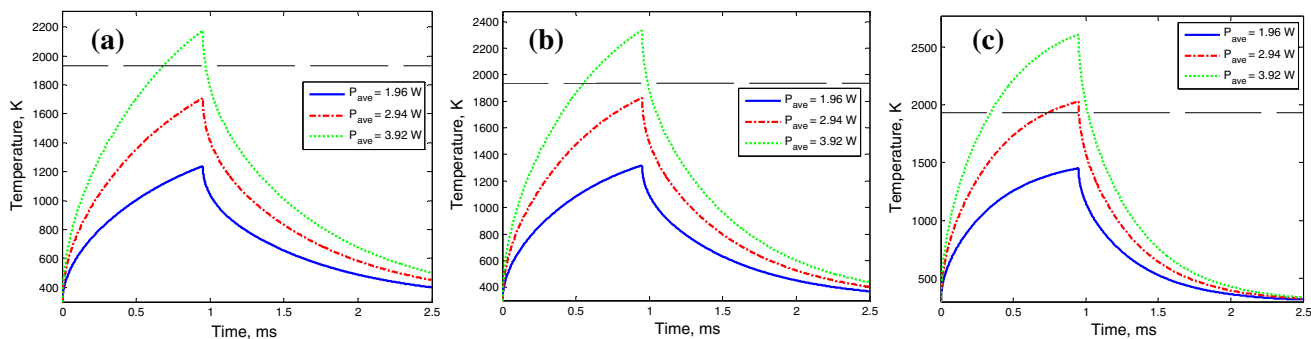 (a)
Temperature, K
2200
2000
1800
1600
1400
1200
1000
800
600
400
P_ave = 1.96 W
P_ave = 2.94 W
P_ave = 3.92 W
0 0.5 1 1.5 2 2.5
Time, ms
(b)
Temperature, K
2400
2200
2000
1800
1600
1400
1200
1000
800
600
400
P_ave = 1.96 W
P_ave = 2.94 W
P_ave = 3.92 W
0 0.5 1 1.5 2 2.5
Time, ms
(c)
Temperature, K
2500
2000
1500
1000
500
P_ave = 1.96 W
P_ave = 2.94 W
P_ave = 3.92 W
0 0.5 1 1.5 2 2.5
Time, ms